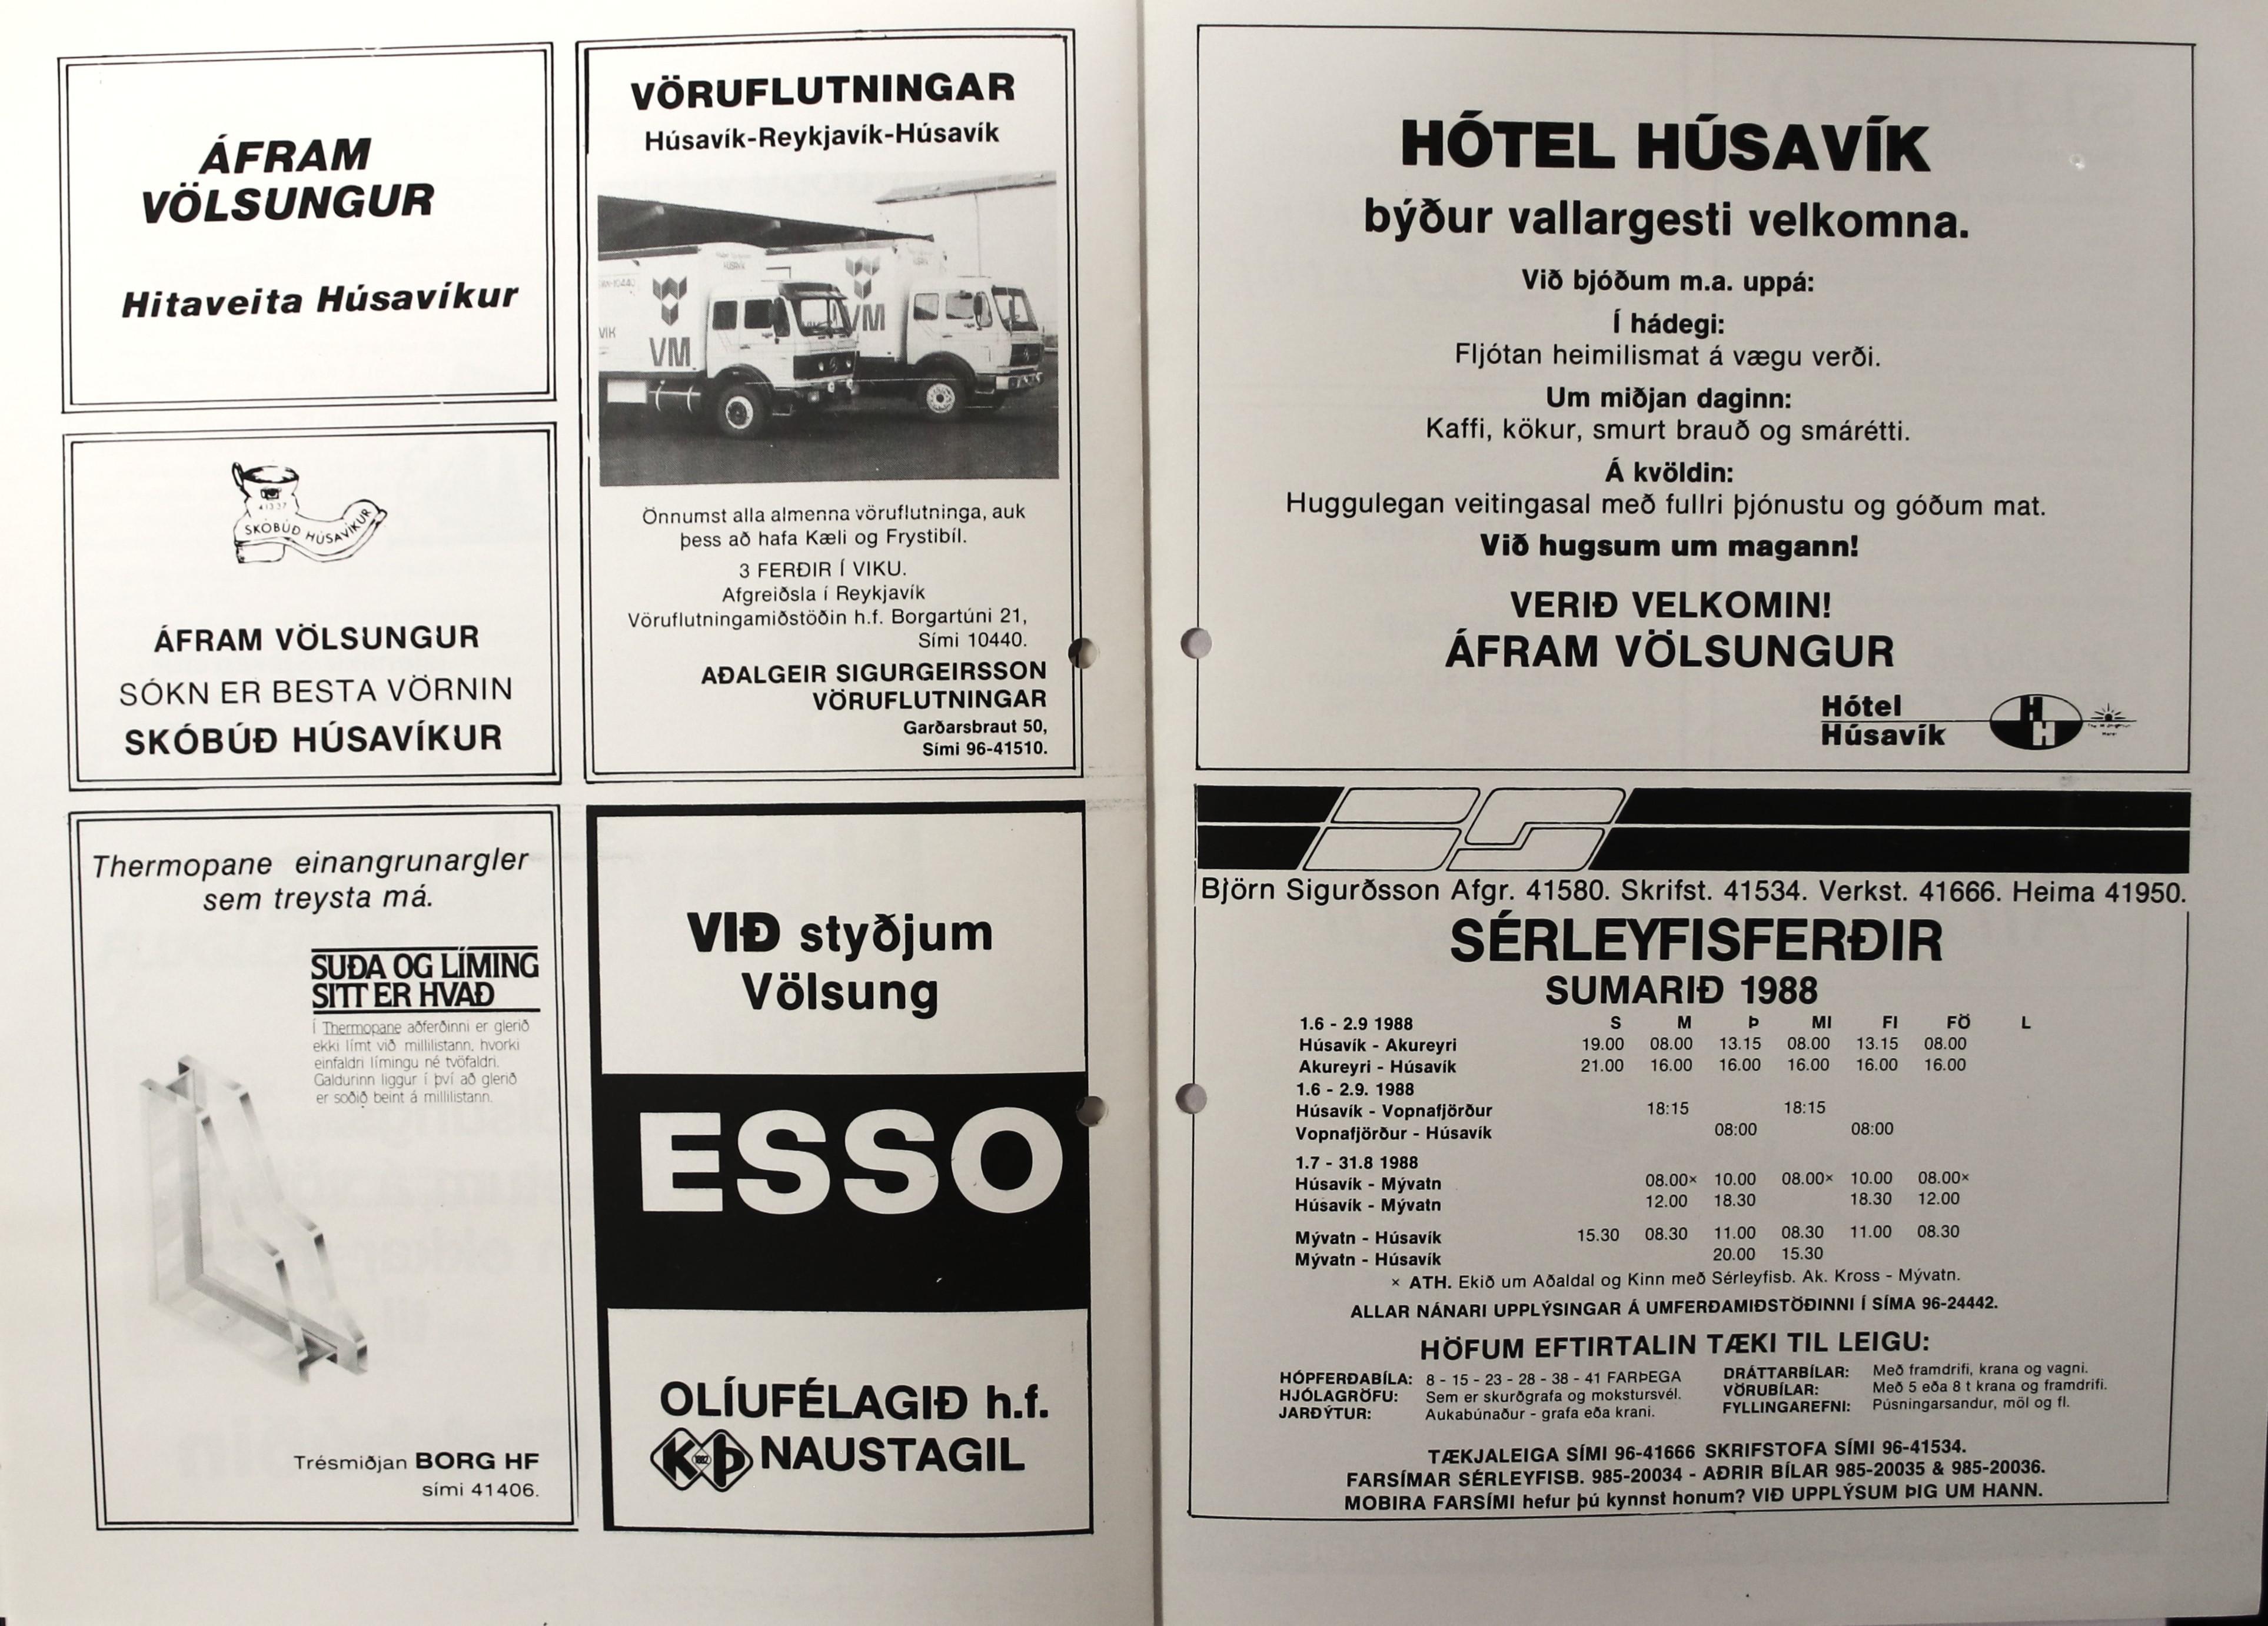 ÁFRAM
VÖLSUNGUR
Hitaveita Húsavíkur
41337
SKÓBÚÐ HÚSAVÍKUR
ÁFRAM VÖLSUNGUR
SÓKN ER BESTA VÖRNIN
SKÓBÚÐ HÚSAVÍKUR
Thermopane einangrunargler
sem treysta má.
SUÐA OG LÍMING
SITT ER HVAÐ
Í Thermopane aðferðinni er glerið
ekki límt við millilistann, hvorki
einfaldri límingu né tvöfaldri.
Galdurinn liggur í því að glerið
er soðið beint á millilistann.
Trésmiðjan BORG HF
sími 41406.
VÖRUFLUTNINGAR
Húsavík-Reykjavík-Húsavík
VM
VM
Önnumst alla almenna vöruflutninga, auk
þess að hafa Kæli og Frystibíl.
3 FERÐIR Í VIKU.
Afgreiðsla í Reykjavík
Vöruflutningamiðstöðin h.f. Borgartúni 21,
Sími 10440.
AÐALGEIR SIGURGEIRSSON
VÖRUFLUTNINGAR
Garðarsbraut 50,
Sími 96-41510.
VIÐ styðjum
Völsung
ESSO
OLÍUFÉLAGIÐ h.f.
K Þ NAUSTAGIL
HÓTEL HÚSAVÍK
býður vallargesti velkomna.
Við bjóðum m.a. uppá:
Í hádegi:
Fljótan heimilismat á vægu verði.
Um miðjan daginn:
Kaffi, kökur, smurt brauð og smárétti.
Á kvöldin:
Huggulegan veitingasal með fullri þjónustu og góðum mat.
Við hugsum um magann!
VERIÐ VELKOMIN!
ÁFRAM VÖLSUNGUR
Hótel
Húsavík
H
H
BS
Björn Sigurðsson Afgr. 41580. Skrifst. 41534. Verkst. 41666. Heima 41950.
SÉRLEYFISFERÐIR
SUMARIÐ 1988
1.6 - 2.9 1988 S M Þ MI FI FÖ L
Húsavík - Akureyri 19.00 08.00 13.15 08.00 13.15 08.00
Akureyri - Húsavík 21.00 16.00 16.00 16.00 16.00 16.00
1.6 - 2.9. 1988
Húsavík - Vopnafjörður 18:15 18:15
Vopnafjörður - Húsavík 08:00 08:00
1.7 - 31.8 1988
Húsavík - Mývatn 08.00× 10.00 08.00× 10.00 08.00×
Húsavík - Mývatn 12.00 18.30 18.30 12.00
Mývatn - Húsavík 15.30 08.30 11.00 08.30 11.00 08.30
Mývatn - Húsavík 20.00 15.30
× ATH. Ekið um Aðaldal og Kinn með Sérleyfisb. Ak. Kross - Mývatn.
ALLAR NÁNARI UPPLÝSINGAR Á UMFERÐAMIÐSTÖÐINNI Í SÍMA 96-24442.
HÖFUM EFTIRTALIN TÆKI TIL LEIGU:
HÓPFERÐABÍLA: 8 - 15 - 23 - 28 - 38 - 41 FARÞEGA
HJÓLAGRÖFU: Sem er skurðgrafa og mokstursvél.
JARÐÝTUR: Aukabúnaður - grafa eða krani.
DRÁTTARBÍLAR: Með framdrifi, krana og vagni.
VÖRUBÍLAR: Með 5 eða 8 t krana og framdrifi.
FYLLINGAREFNI: Púsningarsandur, möl og fl.
TÆKJALEIGA SÍMI 96-41666 SKRIFSTOFA SÍMI 96-41534.
FARSÍMAR SÉRLEYFISB. 985-20034 - AÐRIR BÍLAR 985-20035 & 985-20036.
MOBIRA FARSÍMI hefur þú kynnst honum? VIÐ UPPLÝSUM ÞIG UM HANN.